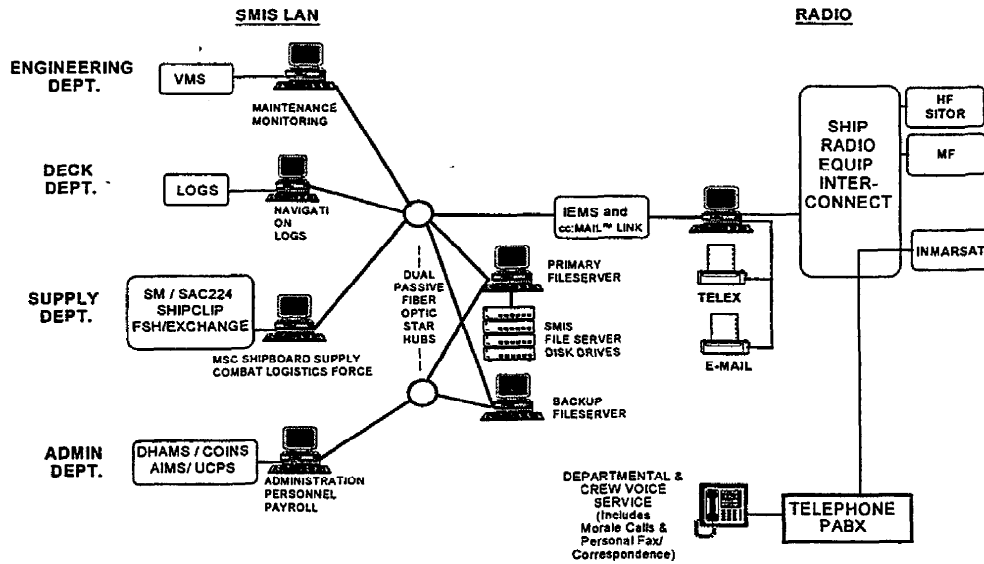 SMIS LAN
RADIO
ENGINEERING
DEPT.
VMS
MAINTENANCE
MONITORING
DECK
DEPT.
LOGS
NAVIGATI
ON
LOGS
SUPPLY
DEPT.
SM / SAC224
SHIPCLIP
FSH/EXCHANGE
MSC SHIPBOARD SUPPLY
COMBAT LOGISTICS FORCE
ADMIN
DEPT.
DHAMS / COINS
AIMS/ UCPS
ADMINISTRATION
PERSONNEL
PAYROLL
DUAL
PASSIVE
FIBER
OPTIC
STAR
HUBS
IEMS and
cc:MAIL™ LINK
PRIMARY
FILESERVER
SMIS
FILE SERVER
DISK DRIVES
BACKUP
FILESERVER
TELEX
E-MAIL
SHIP
RADIO
EQUIP
INTER-
CONNECT
HF
SITOR
MF
INMARSAT
DEPARTMENTAL &
CREW VOICE
SERVICE
(Includes
Morale Calls &
Personal Fax/
Correspondence)
TELEPHONE
PABX